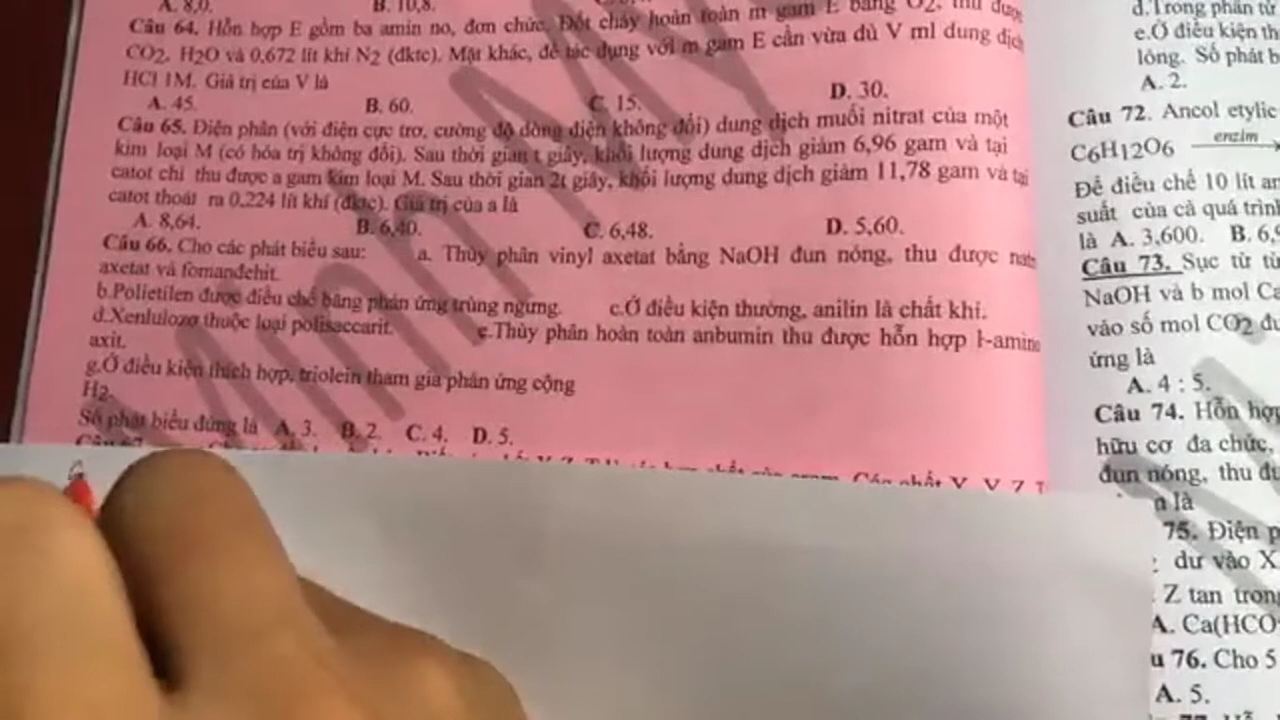 A. 8,0. B. 10,8.
Câu 64. Hỗn hợp E gồm ba amin no, đơn chức. Đốt cháy hoàn toàn m gam E bằng O2, thu được
CO2, H2O và 0,672 lít khí N2 (đktc). Mặt khác, để tác dụng với m gam E cần vừa đủ V ml dung dịch
HCl 1M. Giá trị của V là
A. 45. B. 60. C. 15. D. 30.
Câu 65. Điện phân (với điện cực trơ, cường độ dòng điện không đổi) dung dịch muối nitrat của một
kim loại M (có hóa trị không đổi). Sau thời gian t giây, khối lượng dung dịch giảm 6,96 gam và tại
catot chỉ thu được a gam kim loại M. Sau thời gian 2t giây, khối lượng dung dịch giảm 11,78 gam và tại
catot thoát ra 0,224 lít khí (đktc). Giá trị của a là
A. 8,64. B. 6,40. C. 6,48. D. 5,60.
Câu 66. Cho các phát biểu sau: a. Thủy phân vinyl axetat bằng NaOH đun nóng, thu được
axetat và fomanđehit.
b.Polietilen được điều chế bằng phản ứng trùng ngưng. c.Ở điều kiện thường, anilin là chất khí.
d.Xenlulozơ thuộc loại polisaccarit. e.Thủy phân hoàn toàn anbumin thu được hỗn hợp
axit.
g.Ở điều kiện thích hợp, triolein tham gia phản ứng cộng
H2.
Số phát biểu đúng là A. 3. B. 2. C. 4. D. 5.
d.Trong phân tử
e.Ở điều kiện
lỏng. Số phát
A. 2.
Câu 72. Ancol etylic
C6H12O6 enzim
Để điều chế 10 lít
suất của cả quá trình
là A. 3,600. B.
Câu 73. Sục từ từ
NaOH và b mol
vào số mol CO2
ứng là
A. 4 : 5.
Câu 74. Hỗn hợp
hữu cơ đa chức,
đun nóng, thu
là
75. Điện
dư vào X
Z tan trong
A. Ca(HCO
76. Cho 5
A. 5.